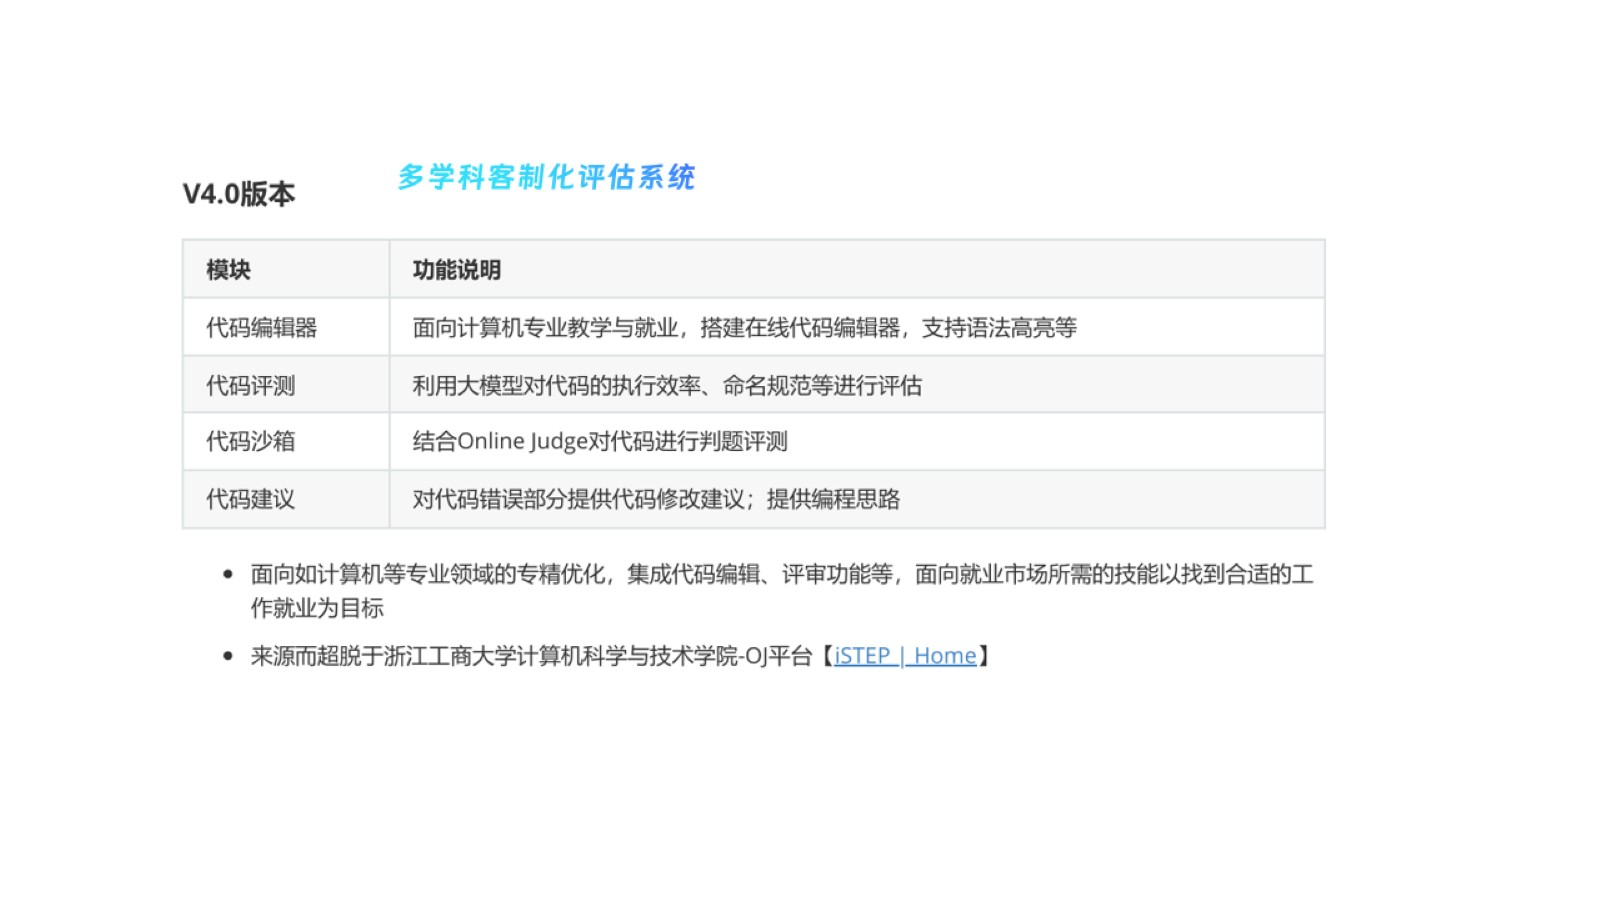 多学科客制化评估系统
V4.0版本
模块 功能说明
代码编辑器 面向计算机专业教学与就业，搭建在线代码编辑器，支持语法高亮等
代码评测 利用大模型对代码的执行效率、命名规范等进行评估
代码沙箱 结合Online Judge对代码进行判题评测
代码建议 对代码错误部分提供代码修改建议；提供编程思路
• 面向如计算机等专业领域的专精优化，集成代码编辑、评审功能等，面向就业市场所需的技能以找到合适的工
作就业为目标
• 来源而超脱于浙江工商大学计算机科学与技术学院-OJ平台【iSTEP | Home】